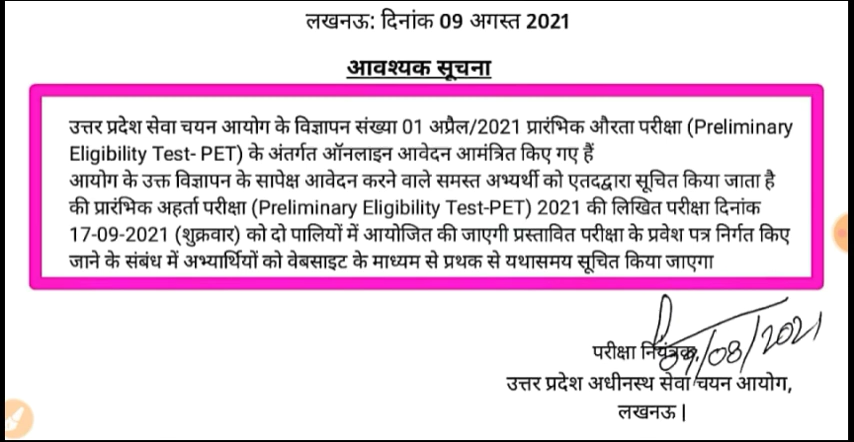 लखनऊ: दिनांक 09 अगस्त 2021
आवश्यक सूचना
उत्तर प्रदेश सेवा चयन आयोग के विज्ञापन संख्या 01 अप्रैल/2021 प्रारंभिक औरता परीक्षा (Preliminary
Eligibility Test- PET) के अंतर्गत ऑनलाइन आवेदन आमंत्रित किए गए हैं
आयोग के उक्त विज्ञापन के सापेक्ष आवेदन करने वाले समस्त अभ्यर्थी को एतदद्वारा सूचित किया जाता है
की प्रारंभिक अहर्ता परीक्षा (Preliminary Eligibility Test-PET) 2021 की लिखित परीक्षा दिनांक
17-09-2021 (शुक्रवार) को दो पालियों में आयोजित की जाएगी प्रस्तावित परीक्षा के प्रवेश पत्र निर्गत किए
जाने के संबंध में अभ्यार्थियों को वेबसाइट के माध्यम से प्रथक से यथासमय सूचित किया जाएगा
09/08/2021
परीक्षा नियंत्रक,
उत्तर प्रदेश अधीनस्थ सेवा चयन आयोग,
लखनऊ |